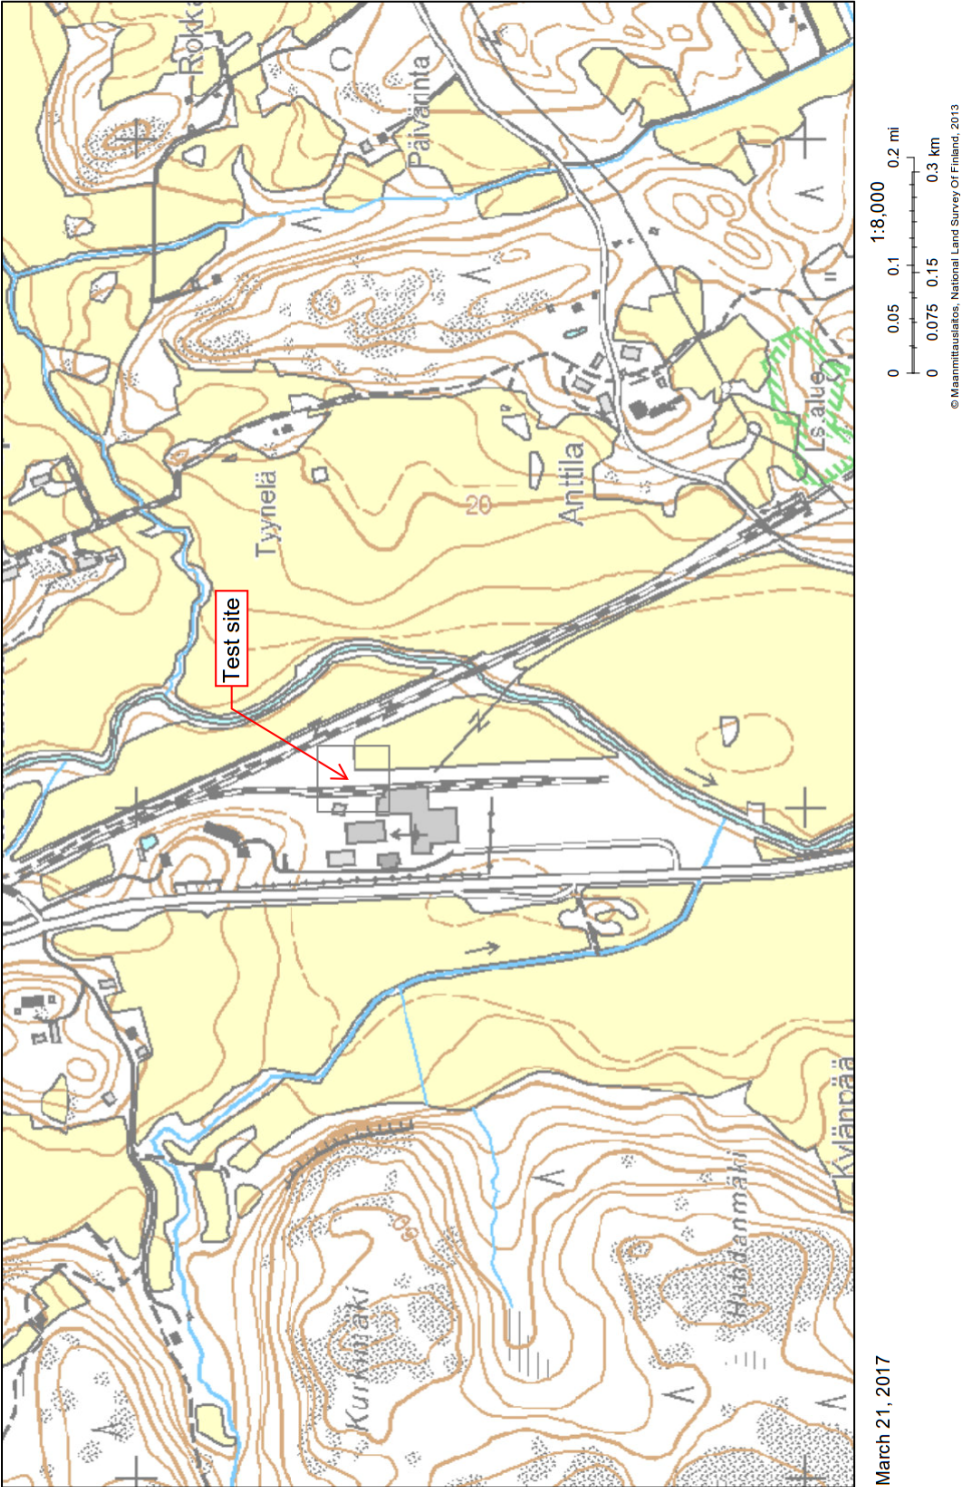 Rokka
Päivärinta
Tyynelä
20
Anttila
Ls.alue
Test site
60
Kurkimäki
Huhdanmäki
Kylänpää
March 21, 2017
1:8,000
0 0.05 0.1 0.2 mi
0 0.075 0.15 0.3 km
© Maanmittauslaitos, National Land Survey Of Finland, 2013